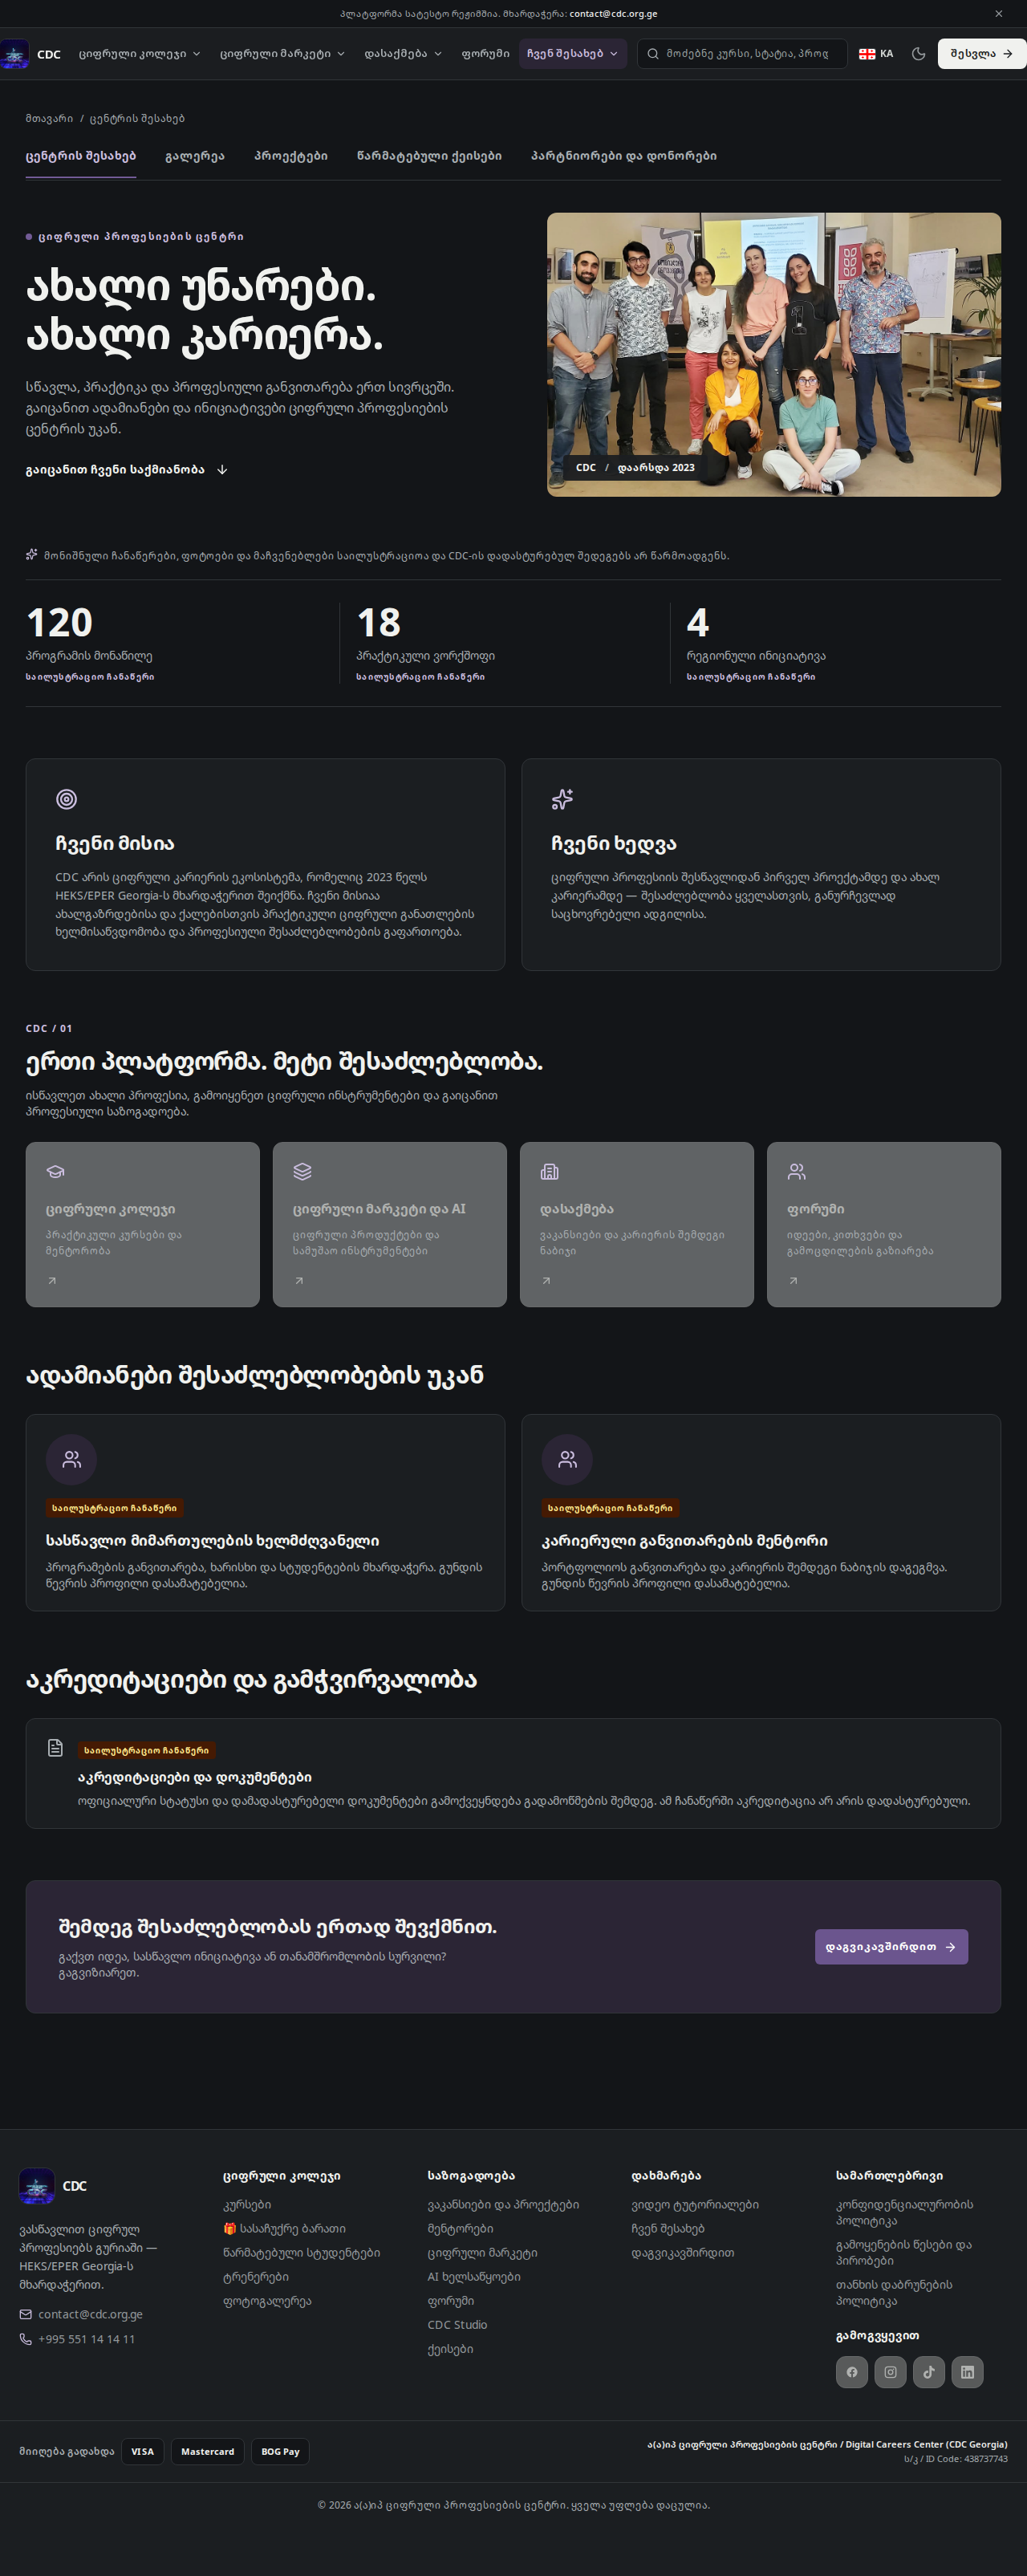 პლატფორმა სატესტო რეჟიმშია. მხარდაჭერა: contact@cdc.org.ge
CDC ციფრული კოლეჯი ციფრული მარკეტი დასაქმება ფორუმი ჩვენ შესახებ მოძებნე კურსი, სტატია, KA შესვლა
მთავარი / ცენტრის შესახებ
ცენტრის შესახებ გალერეა პროექტები წარმატებული ქეისები პარტნიორები და დონორები
ციფრული პროფესიების ცენტრი
ახალი უნარები.
ახალი კარიერა.
სწავლა, პრაქტიკა და პროფესიული განვითარება ერთ სივრცეში.
გაიცანით ადამიანები და ინიციატივები ციფრული პროფესიების
ცენტრის უკან.
გაიცანით ჩვენი საქმიანობა
CDC / დაარსდა 2023
მონიშნული ჩანაწერები, ფოტოები და მაჩვენებლები საილუსტრაციოა და CDC-ის დადასტურებულ შედეგებს არ წარმოადგენს.
120 18 4
პროგრამის მონაწილე პრაქტიკული ვორქშოფი რეგიონული ინიციატივა
საილუსტრაციო ჩანაწერი საილუსტრაციო ჩანაწერი საილუსტრაციო ჩანაწერი
ჩვენი მისია
CDC არის ციფრული კარიერის ეკოსისტემა, რომელიც 2023 წელს
HEKS/EPER Georgia-ს მხარდაჭერით შეიქმნა. ჩვენი მისიაა
ახალგაზრდებისა და ქალებისთვის პრაქტიკული ციფრული განათლების
ხელმისაწვდომობა და პროფესიული შესაძლებლობების გაფართოება.
ჩვენი ხედვა
ციფრული პროფესიის შესწავლიდან პირველ პროექტამდე და ახალ
კარიერამდე — შესაძლებლობა ყველასთვის, განურჩევლად
საცხოვრებელი ადგილისა.
CDC / 01
ერთი პლატფორმა. მეტი შესაძლებლობა.
ისწავლეთ ახალი პროფესია, გამოიყენეთ ციფრული ინსტრუმენტები და გაიცანით
პროფესიული საზოგადოება.
ციფრული კოლეჯი
პრაქტიკული კურსები და
მენტორობა
ციფრული მარკეტი და AI
ციფრული პროდუქტები და
სამუშაო ინსტრუმენტები
დასაქმება
ვაკანსიები და კარიერის შემდეგი
ნაბიჯი
ფორუმი
იდეები, კითხვები და
გამოცდილების გაზიარება
ადამიანები შესაძლებლობების უკან
საილუსტრაციო ჩანაწერი
სასწავლო მიმართულების ხელმძღვანელი
პროგრამების განვითარება, ხარისხი და სტუდენტების მხარდაჭერა. გუნდის
წევრის პროფილი დასამატებელია.
საილუსტრაციო ჩანაწერი
კარიერული განვითარების მენტორი
პორტფოლიოს განვითარება და კარიერის შემდეგი ნაბიჯის დაგეგმვა.
გუნდის წევრის პროფილი დასამატებელია.
აკრედიტაციები და გამჭვირვალობა
საილუსტრაციო ჩანაწერი
აკრედიტაციები და დოკუმენტები
ოფიციალური სტატუსი და დამადასტურებელი დოკუმენტები გამოქვეყნდება გადამოწმების შემდეგ. ამ ჩანაწერში აკრედიტაცია არ არის დადასტურებული.
შემდეგ შესაძლებლობას ერთად შევქმნით.
გაქვთ იდეა, სასწავლო ინიციატივა ან თანამშრომლობის სურვილი?
გაგვიზიარეთ.
დაგვიკავშირდით
CDC
ვასწავლით ციფრულ
პროფესიებს გურიაში —
HEKS/EPER Georgia-ს
მხარდაჭერით.
contact@cdc.org.ge
+995 551 14 14 11
ციფრული კოლეჯი
კურსები
🎁 სასაჩუქრე ბარათი
წარმატებული სტუდენტები
ტრენერები
ფოტოგალერეა
საზოგადოება
ვაკანსიები და პროექტები
მენტორები
ციფრული მარკეტი
AI ხელსაწყოები
ფორუმი
CDC Studio
ქეისები
დახმარება
ვიდეო ტუტორიალები
ჩვენ შესახებ
დაგვიკავშირდით
სამართლებრივი
კონფიდენციალურობის
პოლიტიკა
გამოყენების წესები და
პირობები
თანხის დაბრუნების
პოლიტიკა
გამოგვყევით
მიიღება გადახდა VISA Mastercard BOG Pay
ა(ა)იპ ციფრული პროფესიების ცენტრი / Digital Careers Center (CDC Georgia)
ს/კ / ID Code: 438737743
© 2026 ა(ა)იპ ციფრული პროფესიების ცენტრი. ყველა უფლება დაცულია.